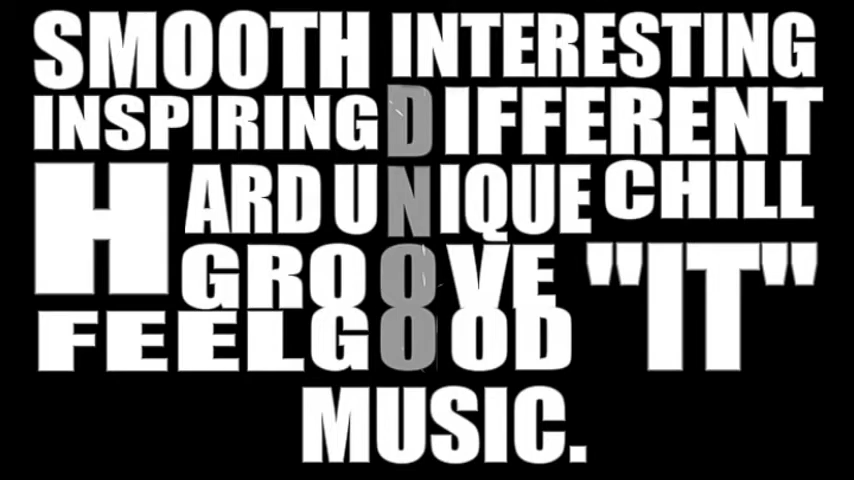 SMOOTH INTERESTING
INSPIRING DIFFERENT
HARD UNIQUE CHILL
GROOVE "IT"
FEELGOOD
MUSIC.